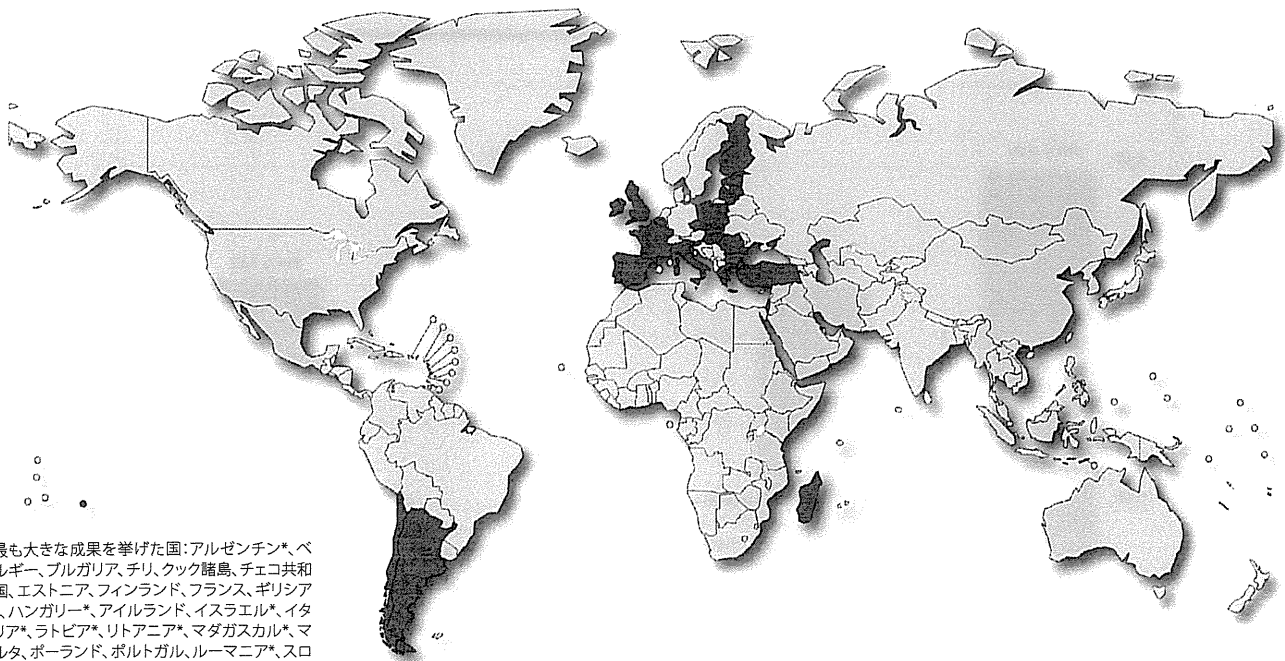 最も大きな成果を挙げた国：アルゼンチン*、ベ
ルギー、ブルガリア、チリ、クック諸島、チェコ共和
国、エストニア、フィンランド、フランス、ギリシア
、ハンガリー*、アイルランド、イスラエル*、イタ
リア*、ラトビア*、リトアニア*、マダガスカル*、マ
ルタ、ポーランド、ポルトガル、ルーマニア*、スロ